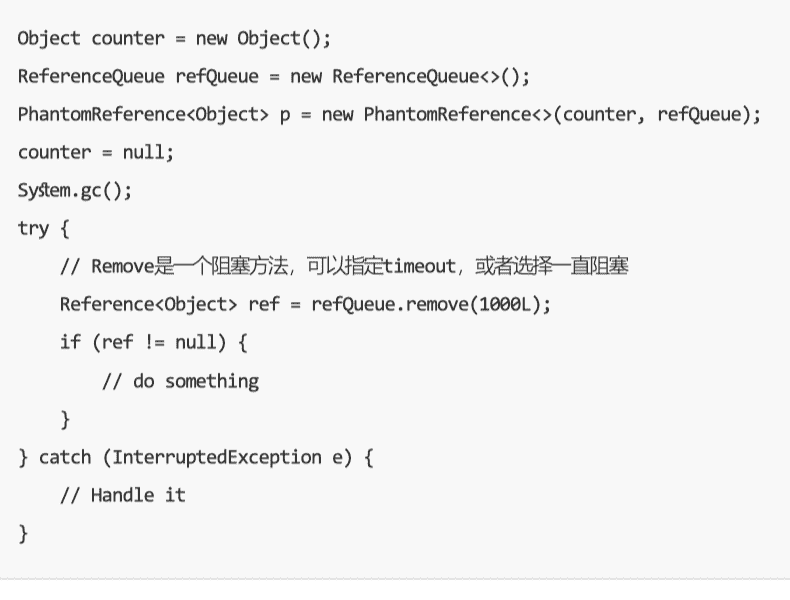 Object counter = new Object();
ReferenceQueue refQueue = new ReferenceQueue<>();
PhantomReference<Object> p = new PhantomReference<>(counter, refQueue);
counter = null;
System.gc();
try {
    // Remove是一个阻塞方法，可以指定timeout，或者选择一直阻塞
    Reference<Object> ref = refQueue.remove(1000L);
    if (ref != null) {
        // do something
    }
} catch (InterruptedException e) {
    // Handle it
}